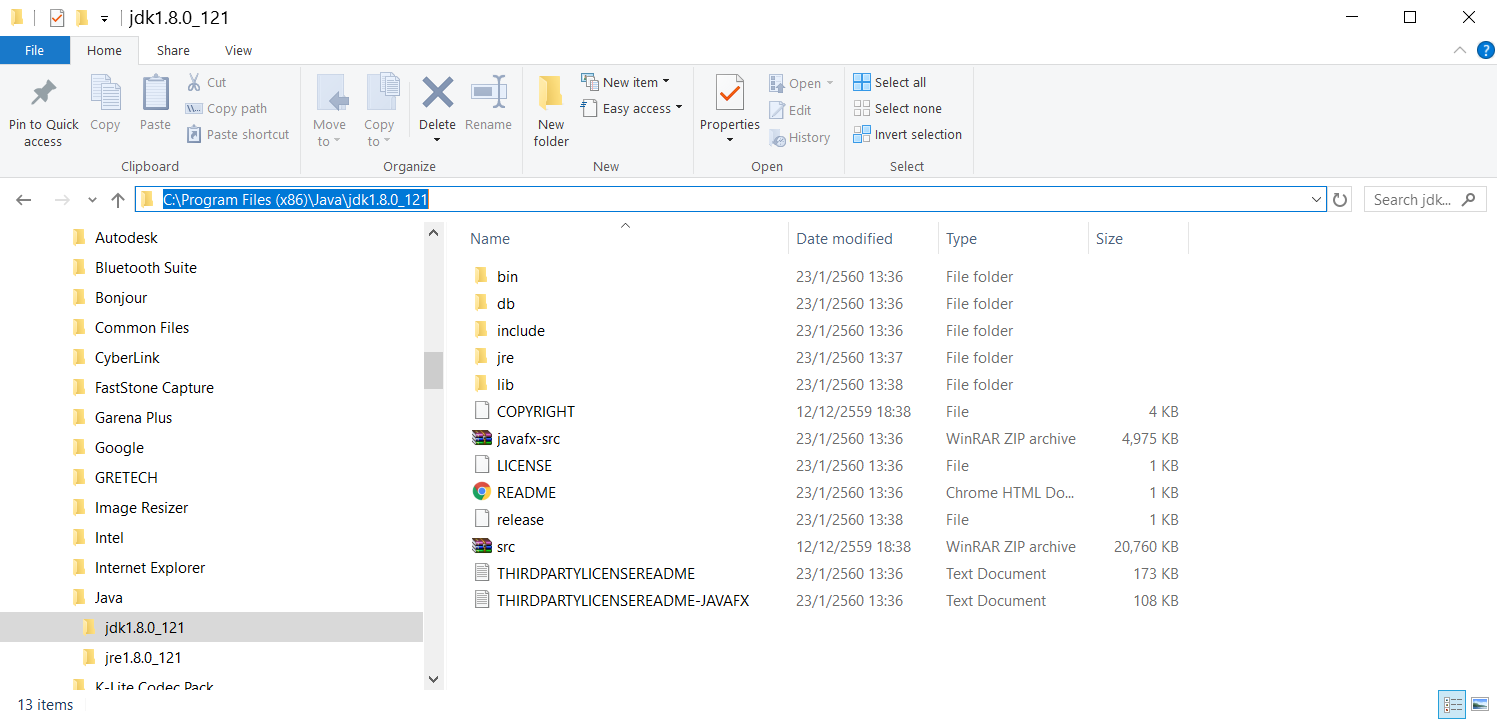 jdk1.8.0_121
File Home Share View
Pin to Quick access
Copy
Paste
Cut
Copy path
Paste shortcut
Clipboard
Move to
Copy to
Delete
Rename
Organize
New folder
New item
Easy access
New
Properties
Open
Edit
History
Open
Select all
Select none
Invert selection
Select
C:\Program Files (x86)\Java\jdk1.8.0_121
Search jdk...
Autodesk
Bluetooth Suite
Bonjour
Common Files
CyberLink
FastStone Capture
Garena Plus
Google
GRETECH
Image Resizer
Intel
Internet Explorer
Java
jdk1.8.0_121
jre1.8.0_121
K-Lite Codec Pack
Name Date modified Type Size
bin 23/1/2560 13:36 File folder
db 23/1/2560 13:36 File folder
include 23/1/2560 13:36 File folder
jre 23/1/2560 13:37 File folder
lib 23/1/2560 13:38 File folder
COPYRIGHT 12/12/2559 18:38 File 4 KB
javafx-src 23/1/2560 13:36 WinRAR ZIP archive 4,975 KB
LICENSE 23/1/2560 13:36 File 1 KB
README 23/1/2560 13:36 Chrome HTML Do... 1 KB
release 23/1/2560 13:38 File 1 KB
src 12/12/2559 18:38 WinRAR ZIP archive 20,760 KB
THIRDPARTYLICENSEREADME 23/1/2560 13:36 Text Document 173 KB
THIRDPARTYLICENSEREADME-JAVAFX 23/1/2560 13:36 Text Document 108 KB
13 items